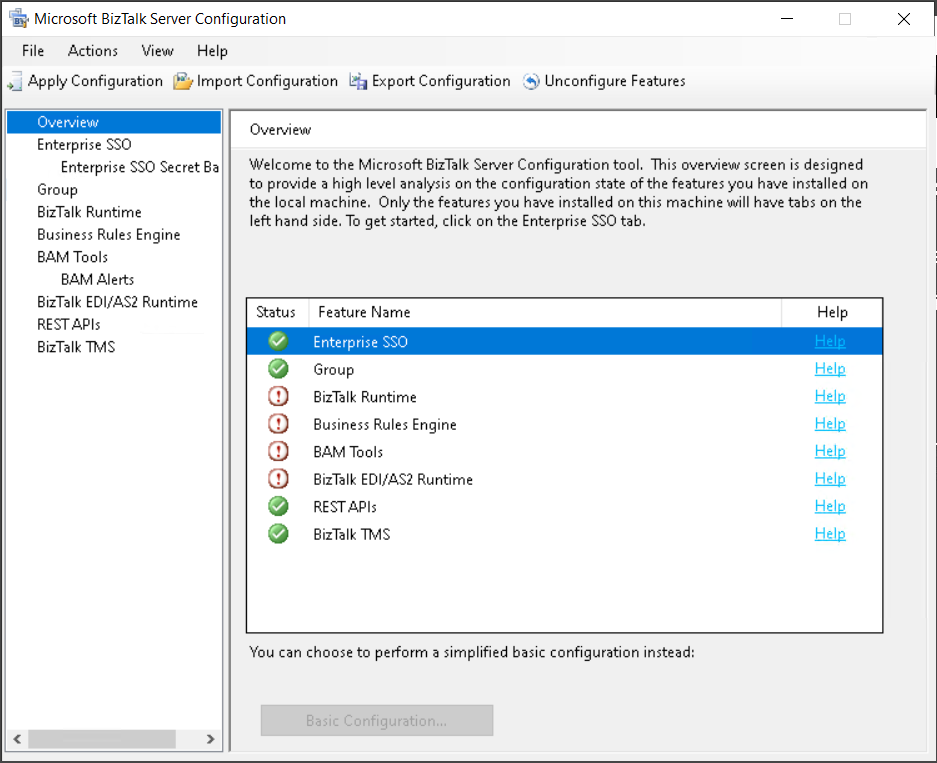 Microsoft BizTalk Server Configuration
File Actions View Help
Apply Configuration Import Configuration Export Configuration Unconfigure Features
Overview
Enterprise SSO
Enterprise SSO Secret Ba
Group
BizTalk Runtime
Business Rules Engine
BAM Tools
BAM Alerts
BizTalk EDI/AS2 Runtime
REST APIs
BizTalk TMS
Overview
Welcome to the Microsoft BizTalk Server Configuration tool. This overview screen is designed
to provide a high level analysis on the configuration state of the features you have installed on
the local machine. Only the features you have installed on this machine will have tabs on the
left hand side. To get started, click on the Enterprise SSO tab.
Status Feature Name Help
Enterprise SSO Help
Group Help
BizTalk Runtime Help
Business Rules Engine Help
BAM Tools Help
BizTalk EDI/AS2 Runtime Help
REST APIs Help
BizTalk TMS Help
You can choose to perform a simplified basic configuration instead:
Basic Configuration...